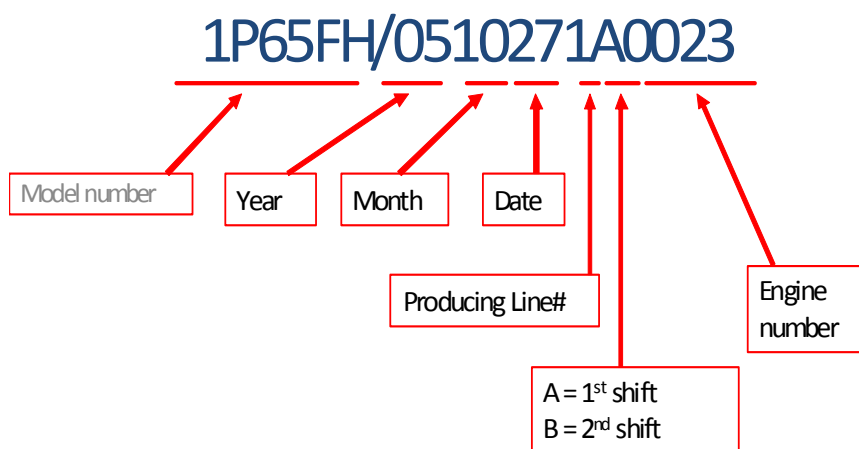 1P65FH/0510271A0023
Model number
Year
Month
Date
Producing Line#
Engine
number
A = 1st shift
B = 2nd shift